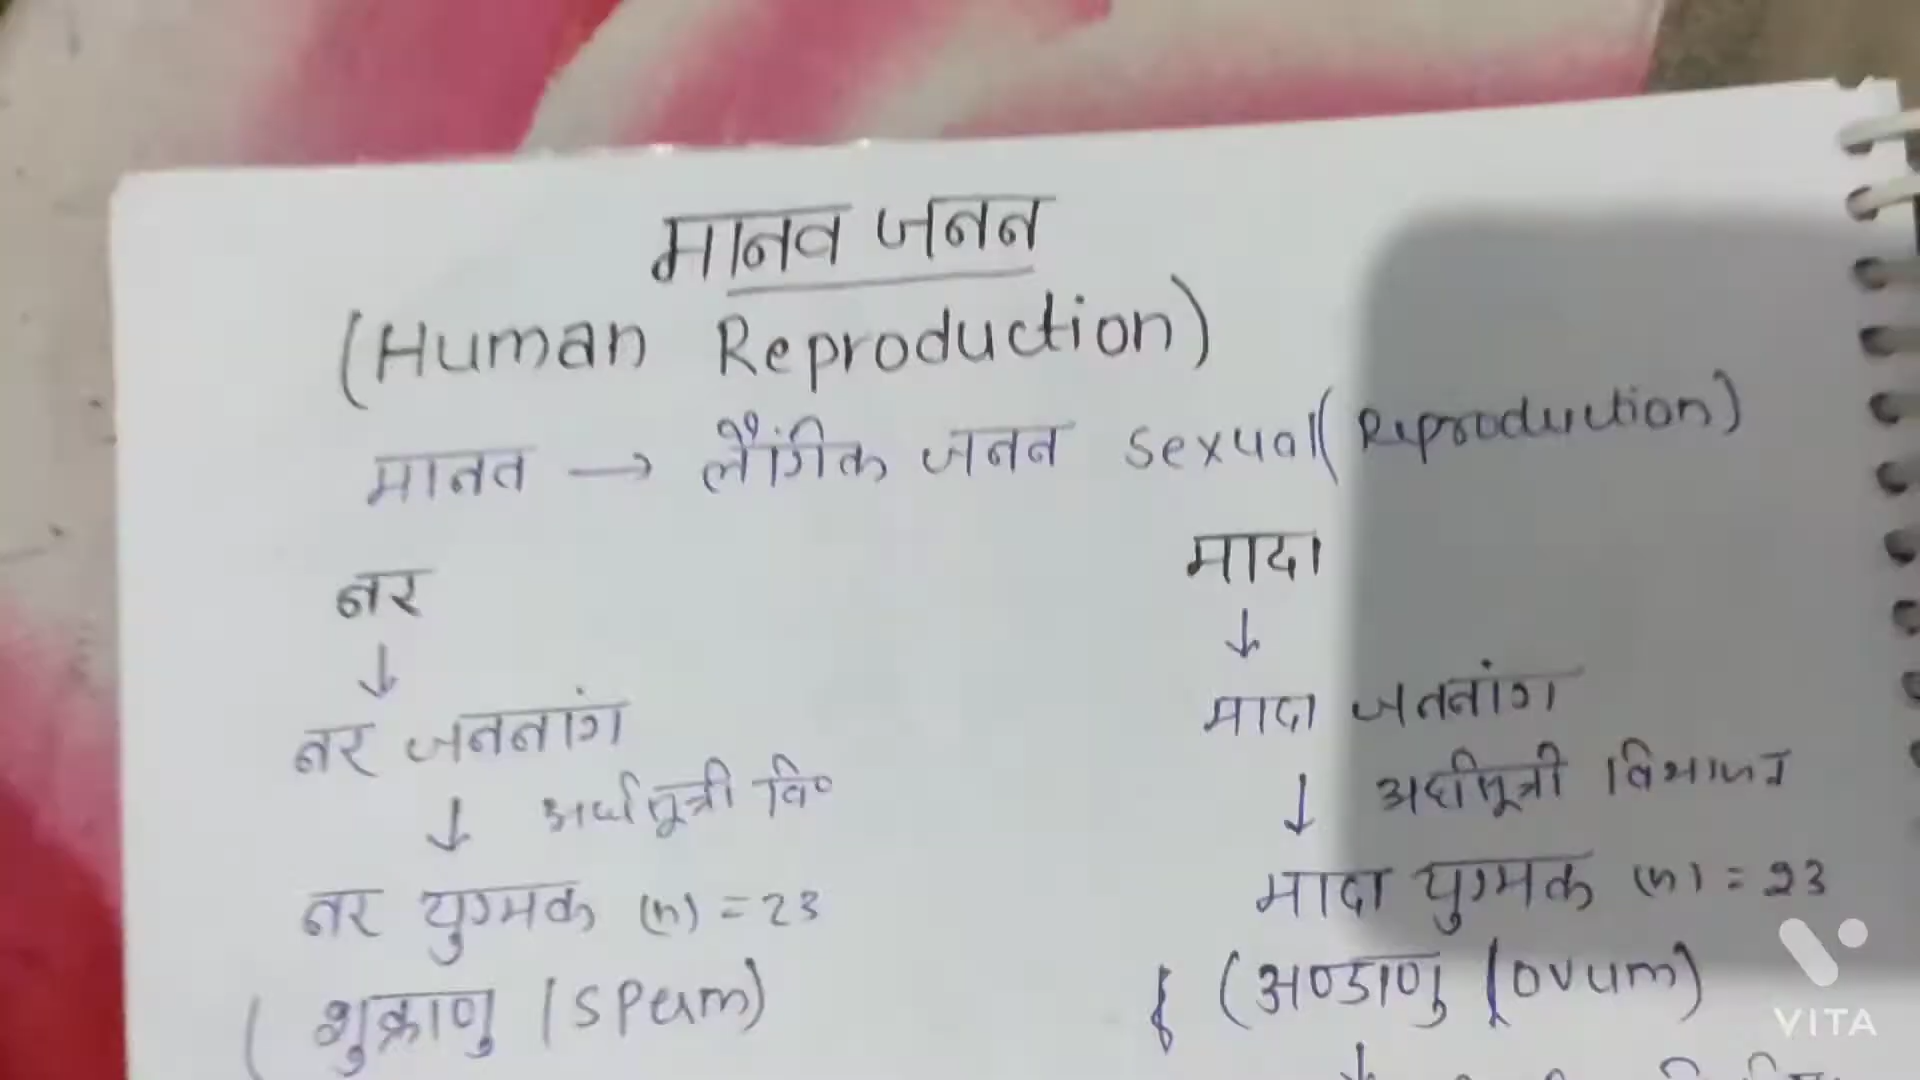 मानव जनन
(Human Reproduction)
मानव → लैंगिक जनन sexual (Reproduction)
नर
↓
नर जननांग
↓ अर्धसूत्री वि०
नर युग्मक (n) = 23
( शुक्राणु / sperm)
मादा
↓
मादा जननांग
↓ अर्धसूत्री विभाजन
मादा युग्मक (n) = 23
(अण्डाणु (ovum)
↓
VITA